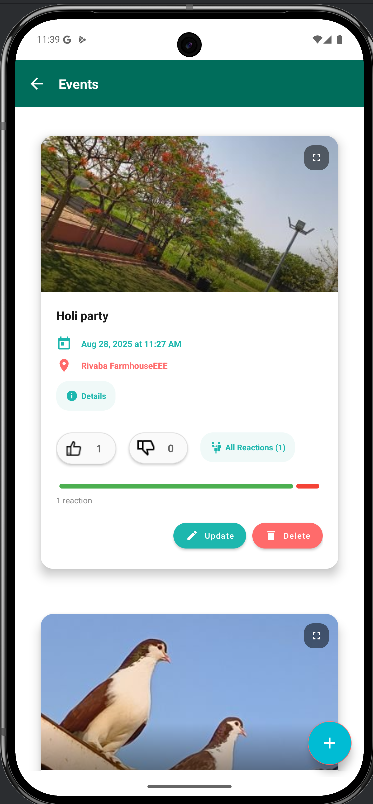 11:39 G
Events
Holi party
Aug 28, 2025 at 11:27 AM
Rivaba FarmhouseEEE
Details
1
0
All Reactions (1)
1 reaction
Update
Delete